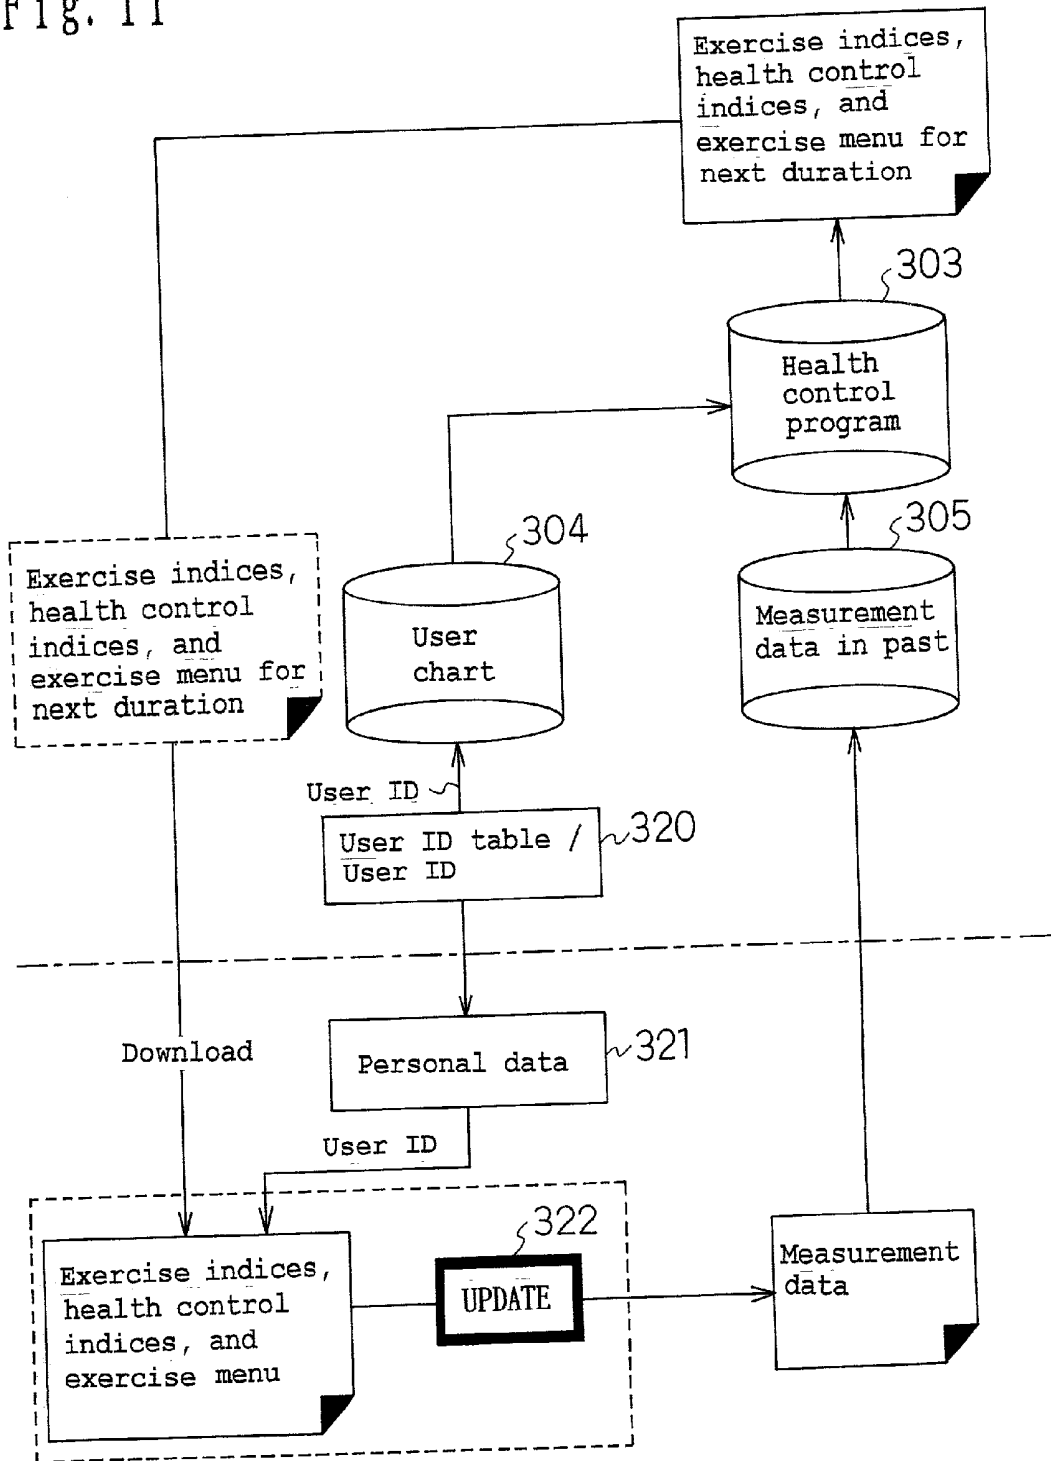 Fig. 11
Exercise indices,
health control
indices, and
exercise menu for
next duration
303
Health
control
program
304
305
Exercise indices,
health control
indices, and
exercise menu for
next duration
User
chart
Measurement
data in past
User ID
User ID table /
User ID
320
Download
Personal data
321
User ID
322
Exercise indices,
health control
indices, and
exercise menu
UPDATE
Measurement
data